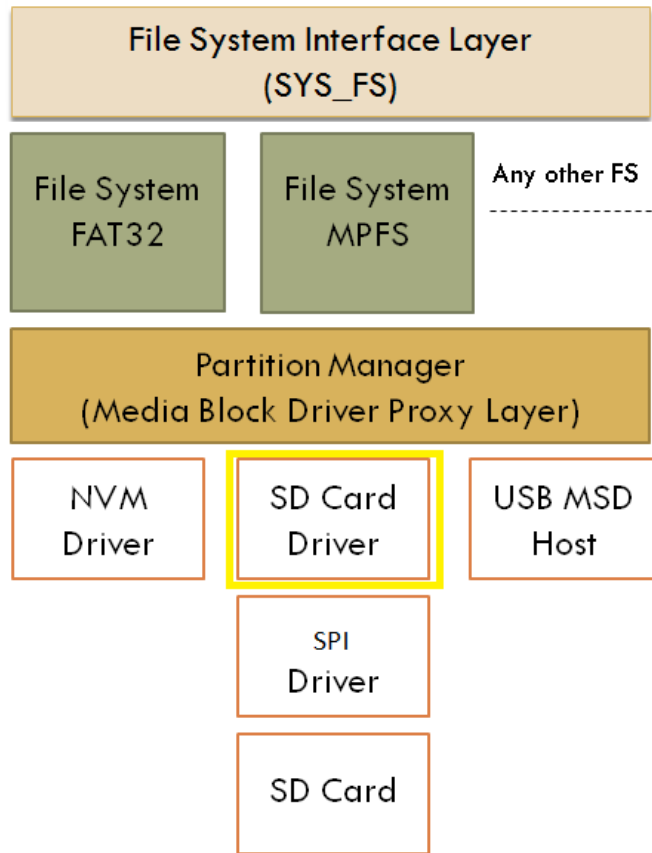 File System Interface Layer
(SYS_FS)
File System
FAT32
File System
MPFS
Any other FS
Partition Manager
(Media Block Driver Proxy Layer)
NVM
Driver
SD Card
Driver
USB MSD
Host
SPI
Driver
SD Card